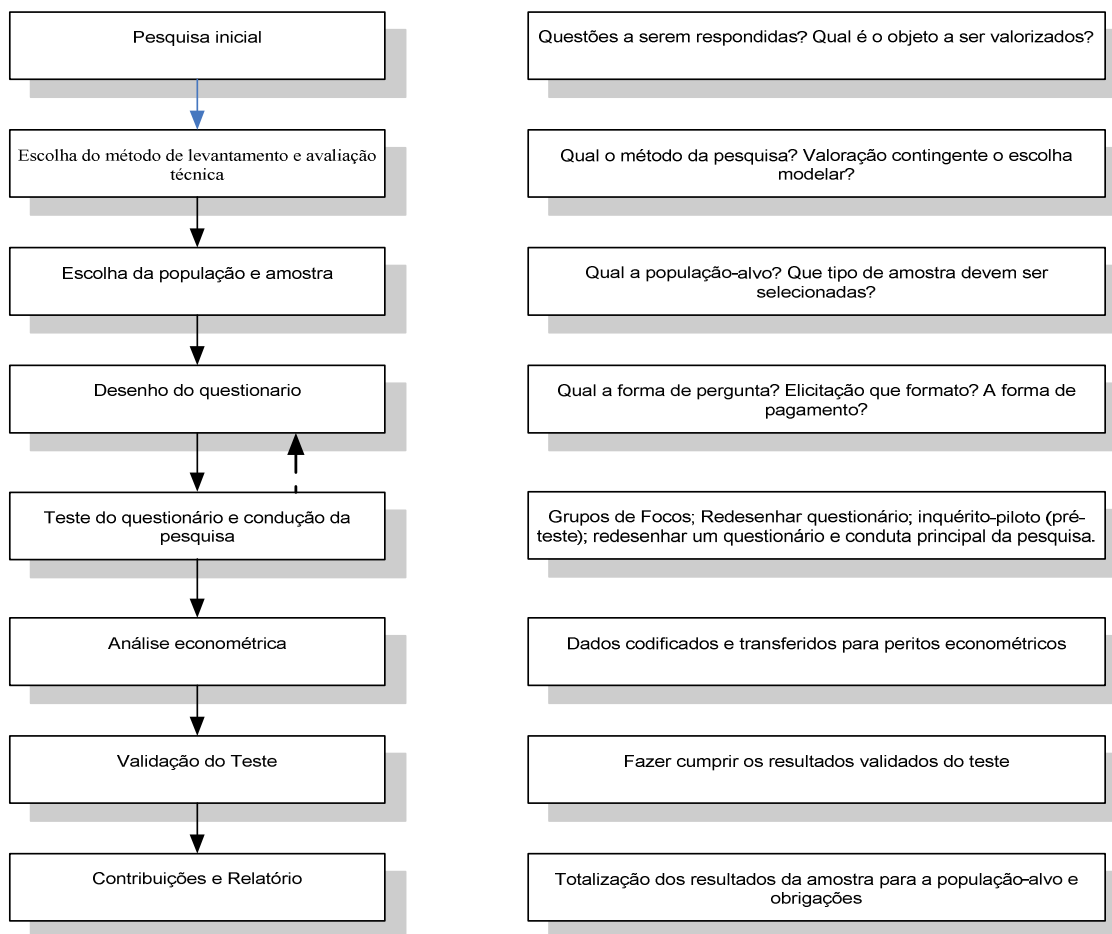 Pesquisa inicial
Questões a serem respondidas? Qual é o objeto a ser valorizados?
Escolha do método de levantamento e avaliação
técnica
Qual o método da pesquisa? Valoração contingente o escolha
modelar?
Escolha da população e amostra
Qual a população-alvo? Que tipo de amostra devem ser
selecionadas?
Desenho do questionario
Qual a forma de pergunta? Elicitação que formato? A forma de
pagamento?
Teste do questionário e condução da
pesquisa
Grupos de Focos; Redesenhar questionário; inquérito-piloto (pré-
teste); redesenhar um questionário e conduta principal da pesquisa.
Análise econométrica
Dados codificados e transferidos para peritos econométricos
Validação do Teste
Fazer cumprir os resultados validados do teste
Contribuições e Relatório
Totalização dos resultados da amostra para a população-alvo e
obrigações